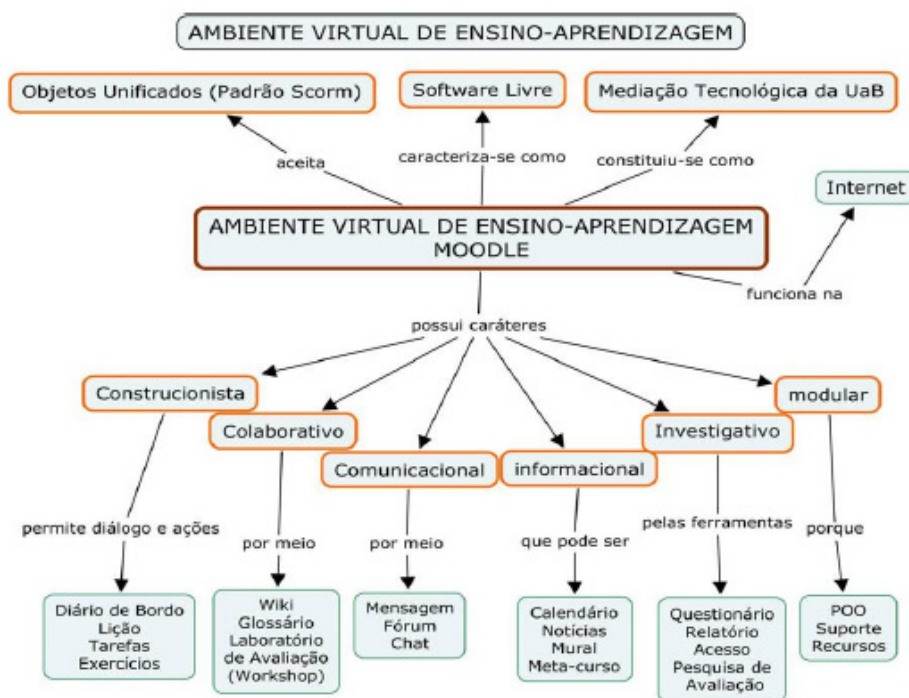 AMBIENTE VIRTUAL DE ENSINO-APRENDIZAGEM
Objetos Unificados (Padrão Scorm)
Software Livre
Mediação Tecnológica da UaB
aceita
caracteriza-se como
constituiu-se como
Internet
AMBIENTE VIRTUAL DE ENSINO-APRENDIZAGEM
MOODLE
funciona na
possui caráteres
Construcionista
Colaborativo
Comunicacional
informacional
Investigativo
modular
permite diálogo e ações
por meio
por meio
que pode ser
pelas ferramentas
porque
Diário de Bordo
Lição
Tarefas
Exercícios
Wiki
Glossário
Laboratório
de Avaliação
(Workshop)
Mensagem
Fórum
Chat
Calendário
Notícias
Mural
Meta-curso
Questionário
Relatório
Acesso
Pesquisa de
Avaliação
POO
Suporte
Recursos